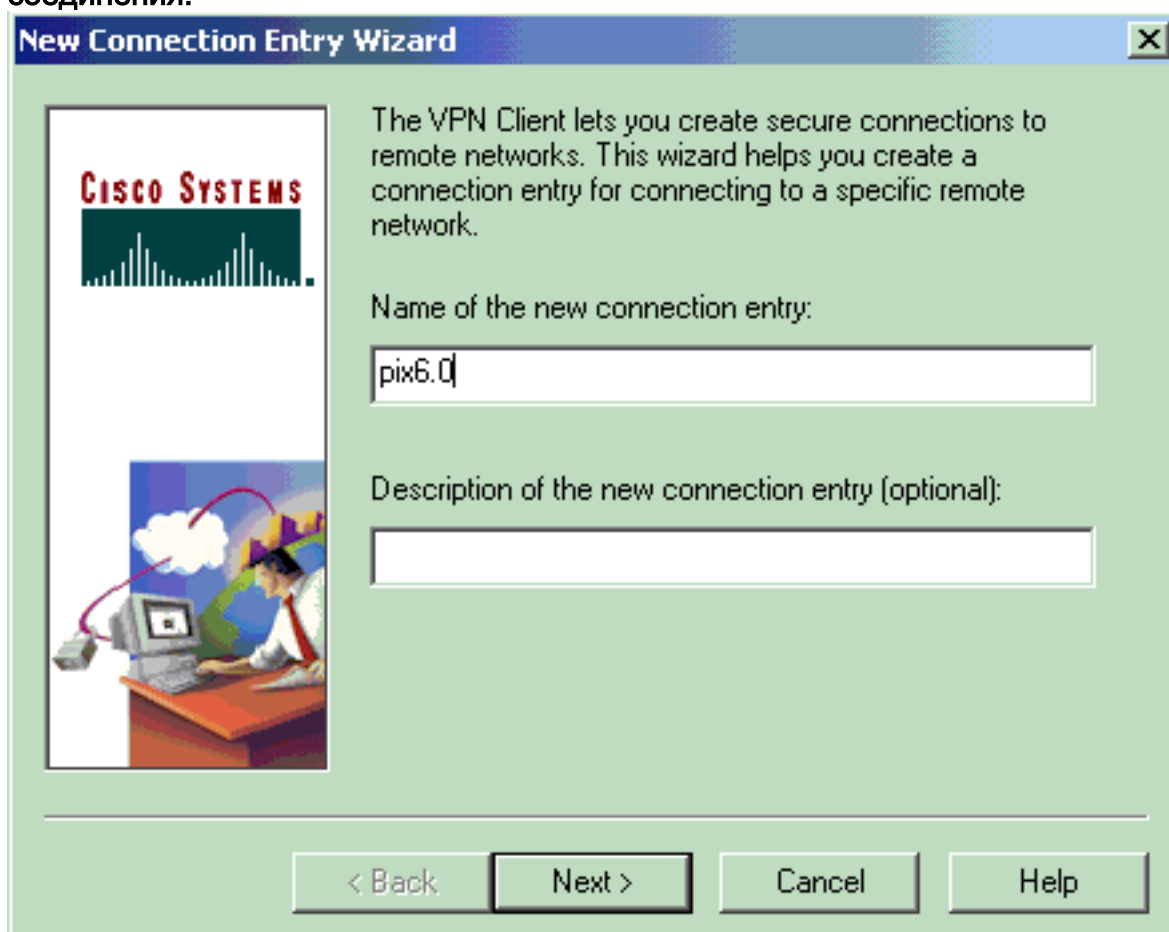 соединения.
New Connection Entry Wizard
CISCO SYSTEMS
The VPN Client lets you create secure connections to
remote networks. This wizard helps you create a
connection entry for connecting to a specific remote
network.
Name of the new connection entry:
pix6.0
Description of the new connection entry (optional):
< Back
Next >
Cancel
Help